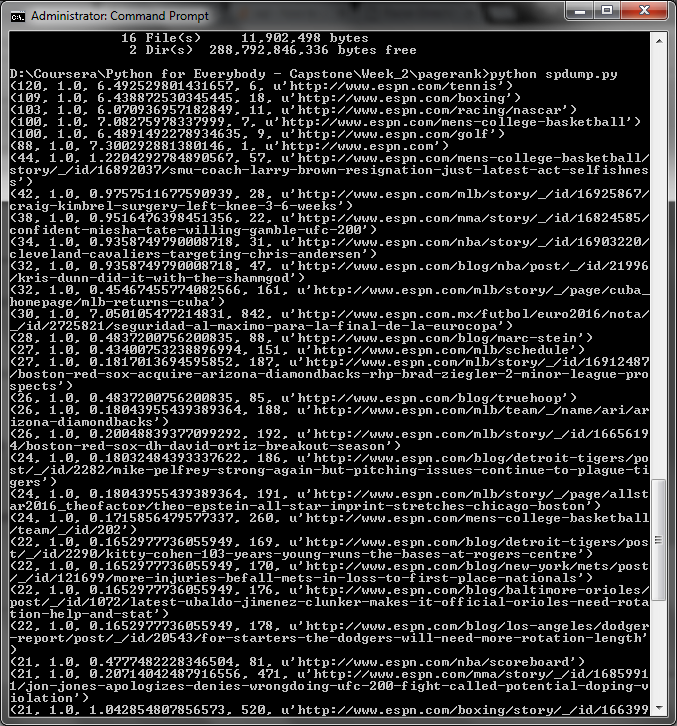 Administrator: Command Prompt
16 File(s)     11,902,498 bytes
2 Dir(s)  288,792,846,336 bytes free
D:\Coursera\Python for Everybody - Capstone\Week_2\pagerank>python spdump.py
(120, 1.0, 6.492529801431657, 6, u'http://www.espn.com/tennis')
(119, 1.0, 6.438872530345445, 18, u'http://www.espn.com/boxing')
(103, 1.0, 6.070936957182849, 11, u'http://www.espn.com/racing/nascar')
(100, 1.0, 7.08275978337999, 7, u'http://www.espn.com/mens-college-basketball')
(100, 1.0, 6.4891492278934635, 9, u'http://www.espn.com/golf')
(88, 1.0, 7.300292881380146, 1, u'http://www.espn.com')
(44, 1.0, 1.2204292784890567, 57, u'http://www.espn.com/mens-college-basketball/
story/_/id/16892037/smu-coach-larry-brown-resignation-just-latest-act-selfishnes
s')
(42, 1.0, 0.9757511677590939, 28, u'http://www.espn.com/mlb/story/_/id/16925867/
craig-kimbrel-surgery-left-knee-3-6-weeks')
(38, 1.0, 0.9516476398451356, 22, u'http://www.espn.com/mma/story/_/id/16824585/
confident-miesha-tate-willing-gamble-ufc-200')
(34, 1.0, 0.9358749790008718, 31, u'http://www.espn.com/nba/story/_/id/16903220/
cleveland-cavaliers-targeting-chris-andersen')
(32, 1.0, 0.9358749790008718, 47, u'http://www.espn.com/blog/nba/post/_/id/21996
/kris-dunn-did-it-with-the-shammgod')
(32, 1.0, 0.45467455774082566, 161, u'http://www.espn.com/mlb/story/_/page/cuba_
homepage/mlb-returns-cuba')
(30, 1.0, 7.050105477214831, 842, u'http://www.espn.com.mx/futbol/euro2016/nota/
_/id/2725821/seguridad-al-maximo-para-la-final-de-la-eurocopa')
(28, 1.0, 0.4837200756200835, 88, u'http://www.espn.com/blog/marc-stein')
(27, 1.0, 0.43400753238896994, 151, u'http://www.espn.com/mlb/schedule')
(27, 1.0, 0.1817013694595852, 187, u'http://www.espn.com/mlb/story/_/id/16912487
/boston-red-sox-acquire-arizona-diamondbacks-rhp-brad-ziegler-2-minor-league-pro
spects')
(26, 1.0, 0.4837200756200835, 85, u'http://www.espn.com/blog/truehoop')
(26, 1.0, 0.18043955439389364, 188, u'http://www.espn.com/mlb/team/_/name/ari/ar
izona-diamondbacks')
(26, 1.0, 0.20048839377099292, 192, u'http://www.espn.com/mlb/story/_/id/1665619
4/boston-red-sox-dh-david-ortiz-breakout-season')
(24, 1.0, 0.18032484393337622, 186, u'http://www.espn.com/blog/detroit-tigers/po
st/_/id/2282/mike-pelfrey-strong-again-but-pitching-issues-continue-to-plague-ti
gers')
(24, 1.0, 0.18043955439389364, 191, u'http://www.espn.com/mlb/story/_/page/allst
ar2016_theofactor/theo-epstein-all-star-imprint-stretches-chicago-boston')
(24, 1.0, 0.1715856479577337, 260, u'http://www.espn.com/mens-college-basketball
/team/_/id/202')
(22, 1.0, 0.1652977736055949, 169, u'http://www.espn.com/blog/detroit-tigers/post
/_/id/2290/kitty-cohen-103-years-young-runs-the-bases-at-rogers-centre')
(22, 1.0, 0.1652977736055949, 170, u'http://www.espn.com/blog/new-york/mets/post
/_/id/121699/more-injuries-befall-mets-in-loss-to-first-place-nationals')
(22, 1.0, 0.1652977736055949, 176, u'http://www.espn.com/blog/baltimore-orioles/
post/_/id/1072/latest-ubaldo-jimenez-clunker-makes-it-official-orioles-need-rota
tion-help-and-stat')
(22, 1.0, 0.1652977736055949, 178, u'http://www.espn.com/blog/los-angeles/dodger
-report/post/_/id/20543/for-starters-the-dodgers-will-need-more-rotation-length'
)
(21, 1.0, 0.4777482228346504, 81, u'http://www.espn.com/nba/scoreboard')
(21, 1.0, 0.20714042487916556, 471, u'http://www.espn.com/mma/story/_/id/1685991
1/jon-jones-apologizes-denies-wrongdoing-ufc-200-fight-called-potential-doping-v
iolation')
(21, 1.0, 1.042854807856573, 520, u'http://www.espn.com/boxing/story/_/id/166399